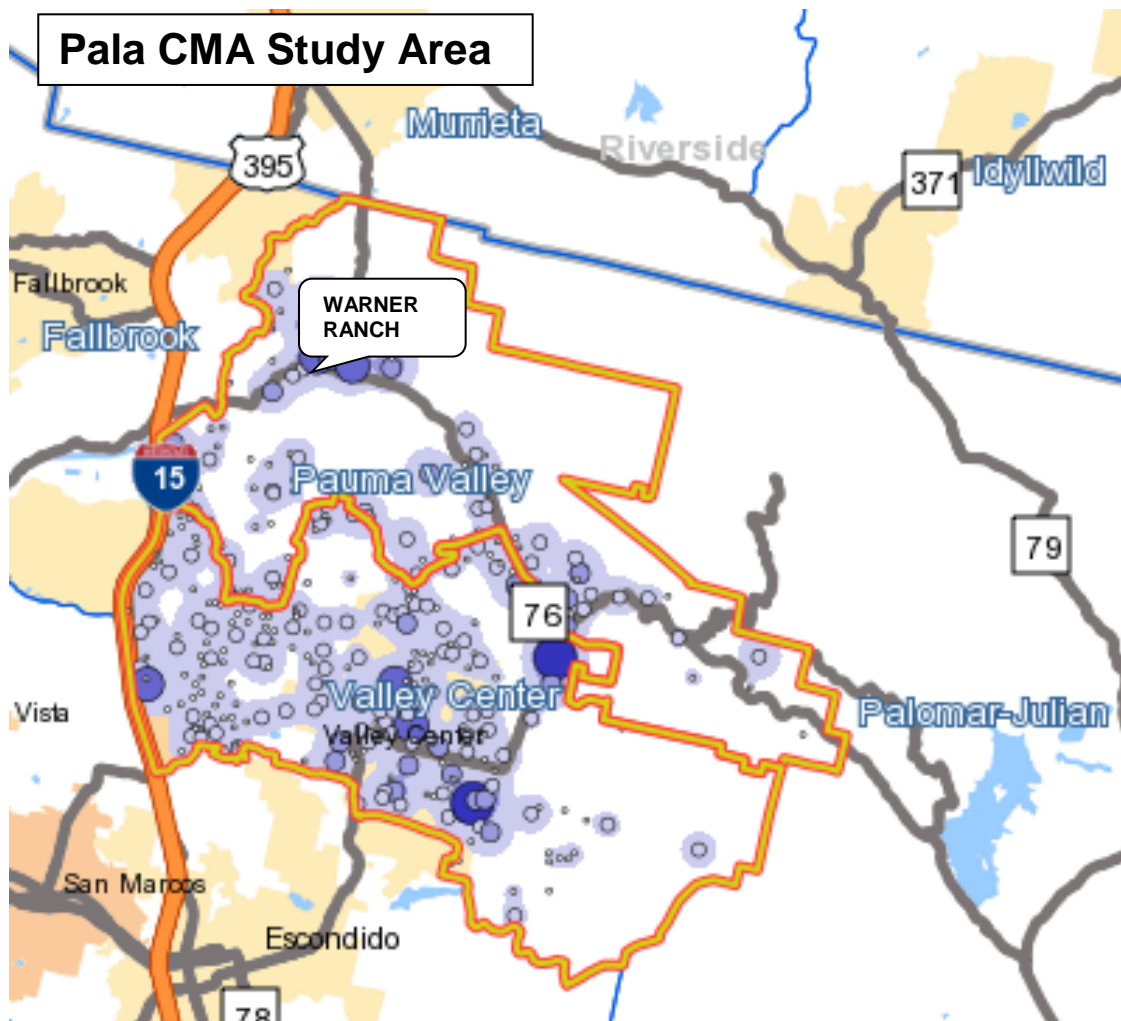 Pala CMA Study Area
Murrieta
Riverside
395
371
Idyllwild
Fallbrook
WARNER
RANCH
Fallbrook
15
Pauma Valley
79
76
Valley Center
Vista
Valley Center
Palomar-Julian
San Marcos
Escondido
78